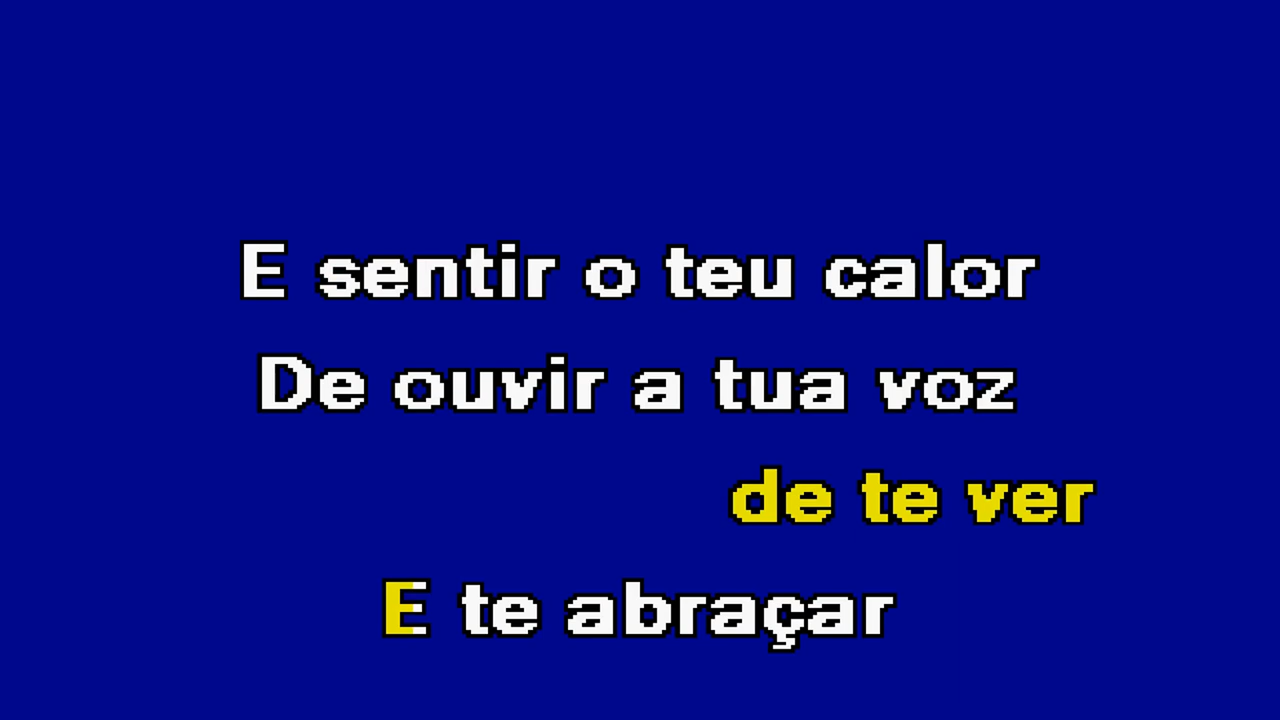 E sentir o teu calor
De ouvir a tua voz
de te ver
E te abraçar